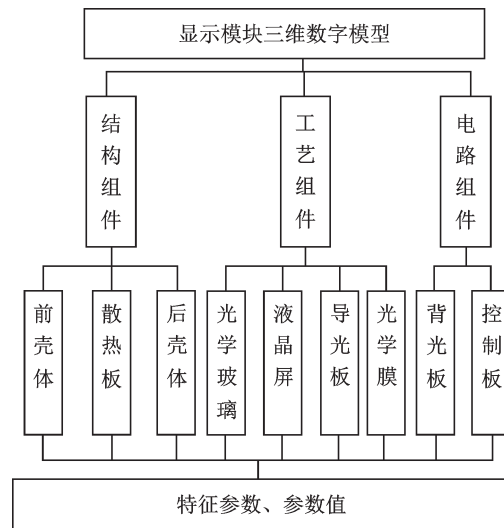 显示模块三维数字模型
结构组件
工艺组件
电路组件
前壳体
散热板
后壳体
光学玻璃
液晶屏
导光板
光学膜
背光板
控制板
特征参数、参数值